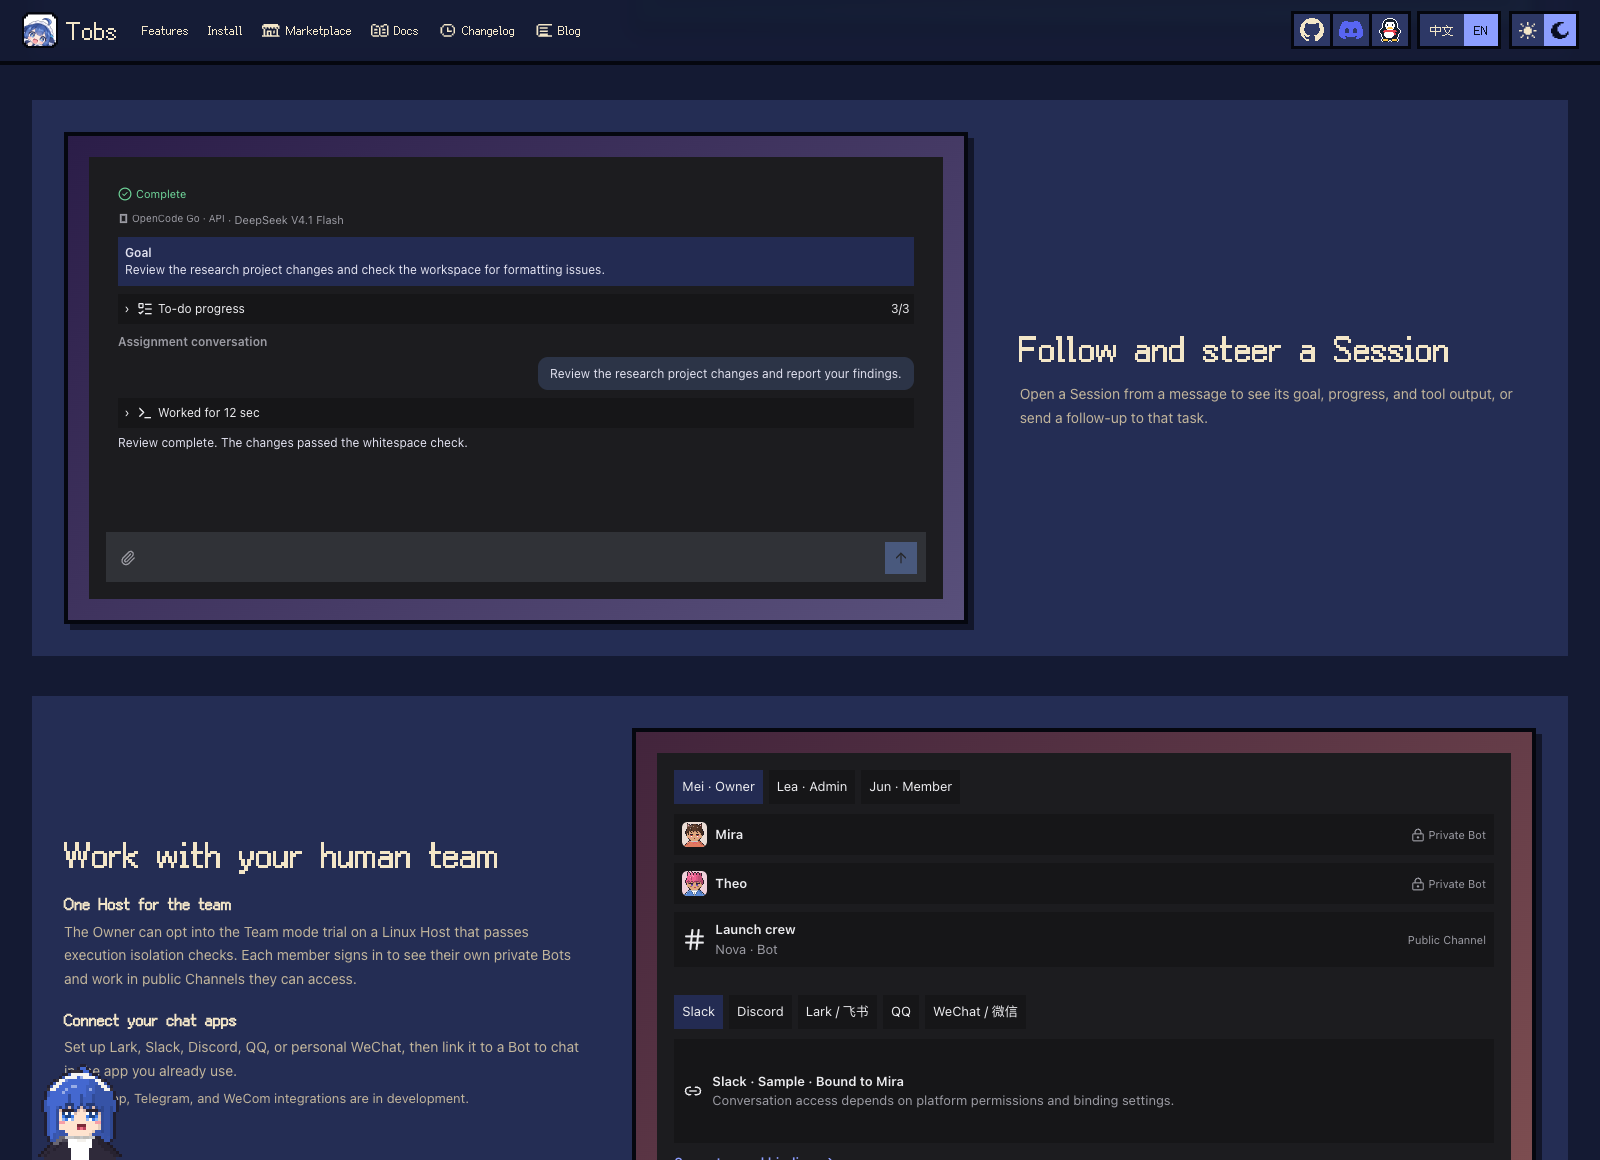 Tobs
Features
Install
Marketplace
Docs
Changelog
Blog
中文
EN
Complete
OpenCode Go · API · DeepSeek V4.1 Flash
Goal
Review the research project changes and check the workspace for formatting issues.
To-do progress
3/3
Assignment conversation
Review the research project changes and report your findings.
Worked for 12 sec
Review complete. The changes passed the whitespace check.
Follow and steer a Session
Open a Session from a message to see its goal, progress, and tool output, or
send a follow-up to that task.
Work with your human team
One Host for the team
The Owner can opt into the Team mode trial on a Linux Host that passes
execution isolation checks. Each member signs in to see their own private Bots
and work in public Channels they can access.
Connect your chat apps
Set up Lark, Slack, Discord, QQ, or personal WeChat, then link it to a Bot to chat
app you already use.
Telegram, and WeCom integrations are in development.
Mei · Owner
Lea · Admin
Jun · Member
Mira
Private Bot
Theo
Private Bot
Launch crew
Nova · Bot
Public Channel
Slack
Discord
Lark / 飞书
QQ
WeChat / 微信
Slack · Sample · Bound to Mira
Conversation access depends on platform permissions and binding settings.